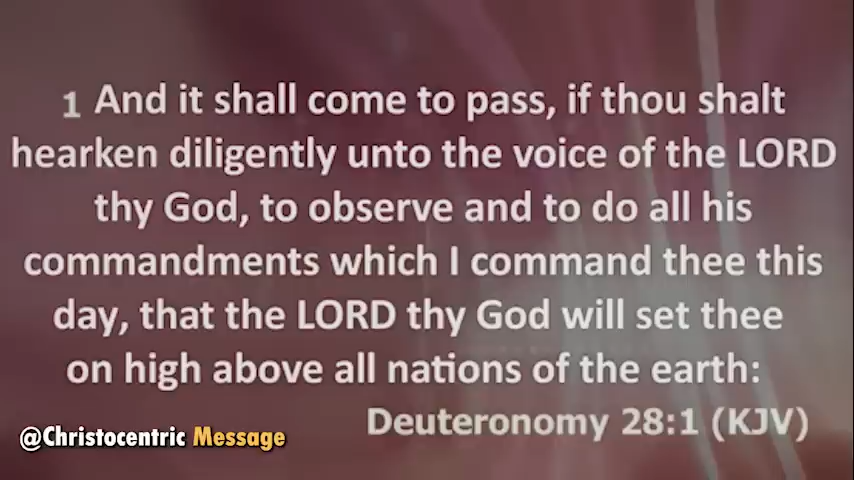 1 And it shall come to pass, if thou shalt
hearken diligently unto the voice of the LORD
thy God, to observe and to do all his
commandments which I command thee this
day, that the LORD thy God will set thee
on high above all nations of the earth:
Deuteronomy 28:1 (KJV)
@Christocentric Message